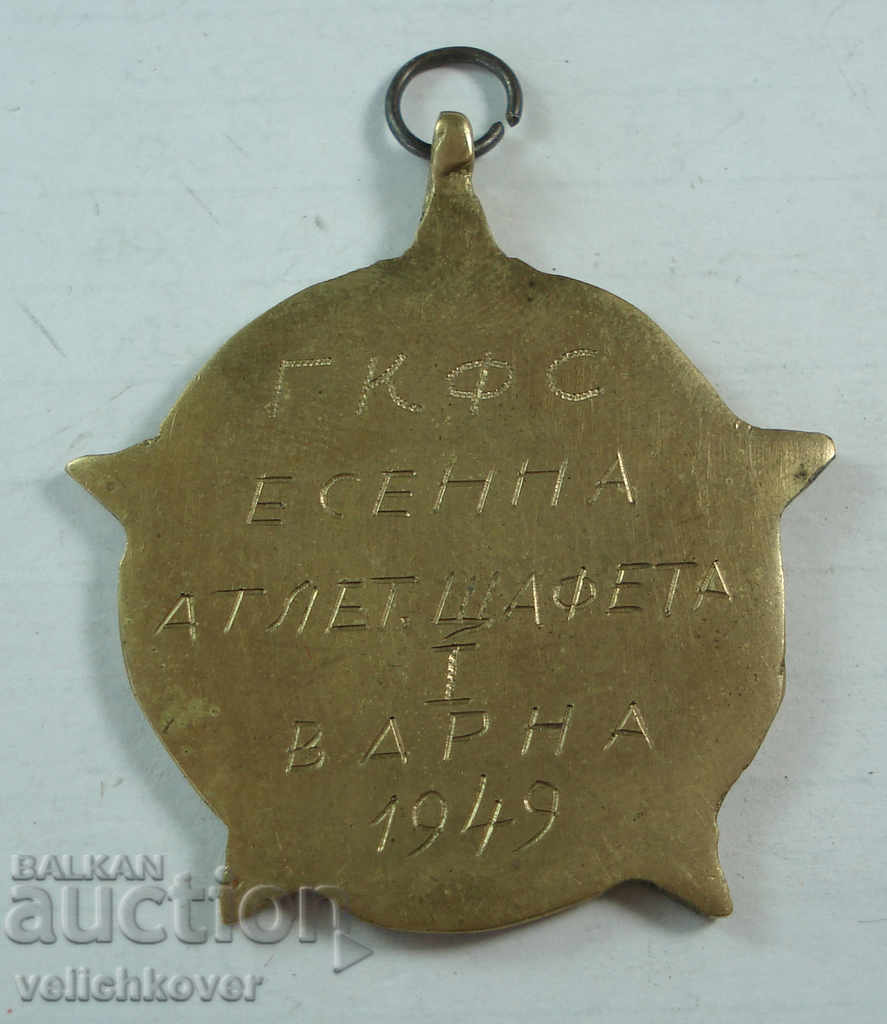 ГКФС
ЕСЕННА
АТЛЕТ. ЩАФЕТА
I
ВАРНА
1949
BALKAN
auction
velichkover